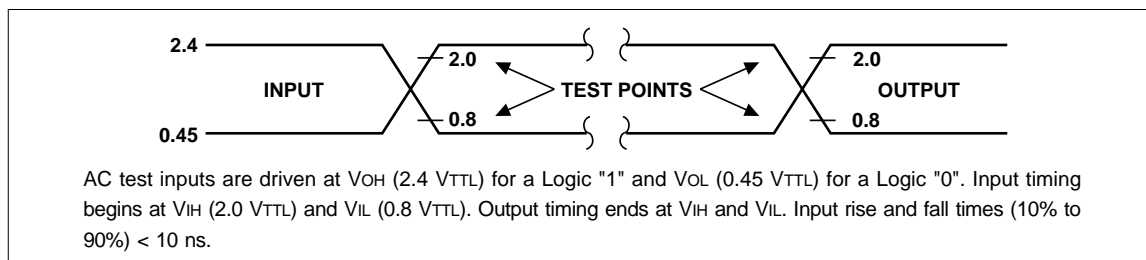 2.4
2.0
2.0
INPUT
TEST POINTS
OUTPUT
0.8
0.8
0.45
AC test inputs are driven at VOH (2.4 VTTL) for a Logic "1" and VOL (0.45 VTTL) for a Logic "0". Input timing
begins at VIH (2.0 VTTL) and VIL (0.8 VTTL). Output timing ends at VIH and VIL. Input rise and fall times (10% to
90%) < 10 ns.